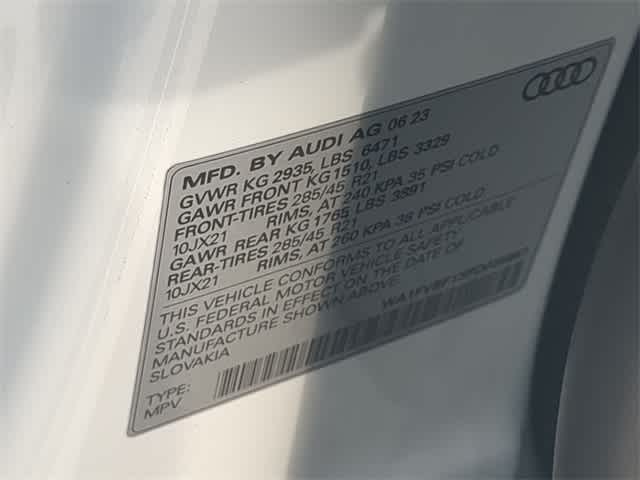 MFD. BY AUDI AG 06 23
GVWR KG 2935, LBS 6471
GAWR FRONT KG 1510, LBS 3329
FRONT-TIRES 285/45 R21
10JX21 RIMS, AT 240 KPA 35 PSI COLD
GAWR REAR KG 1765 LBS 3891
REAR-TIRES 285/45 R21
10JX21 RIMS, AT 260 KPA 38 PSI COLD
THIS VEHICLE CONFORMS TO ALL APPLICABLE
U.S. FEDERAL MOTOR VEHICLE SAFETY
STANDARDS IN EFFECT ON THE DATE OF
MANUFACTURE SHOWN ABOVE.
SLOVAKIA
TYPE:
MPV